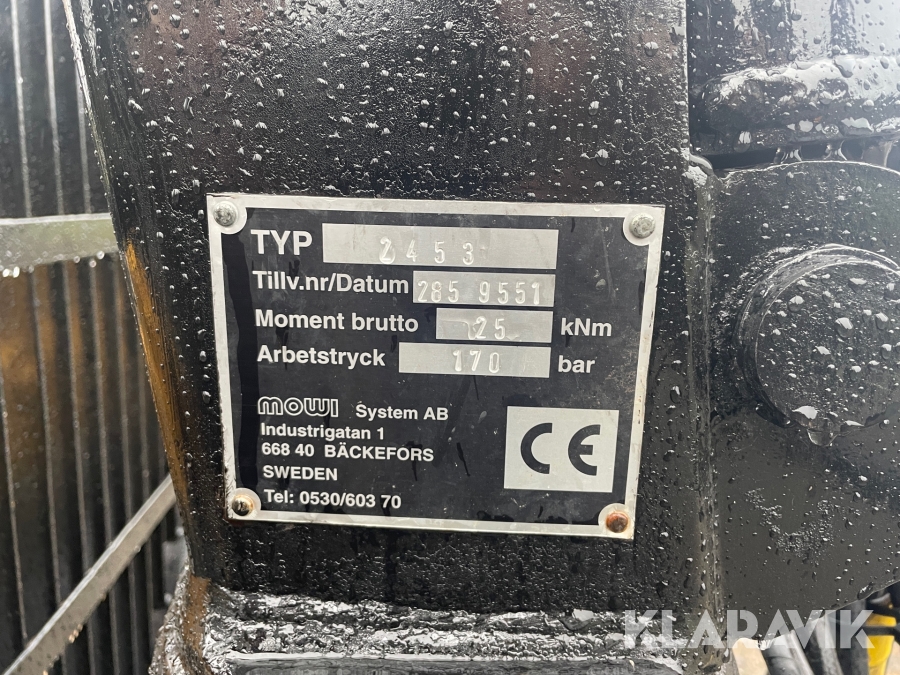 TYP 2453
Tillv.nr/Datum 285 9551
Moment brutto 25 kNm
Arbetstryck 170 bar
MOWI System AB
Industrigatan 1
668 40 BÄCKEFORS
SWEDEN
Tel: 0530/603 70
CE
KLARAVIK